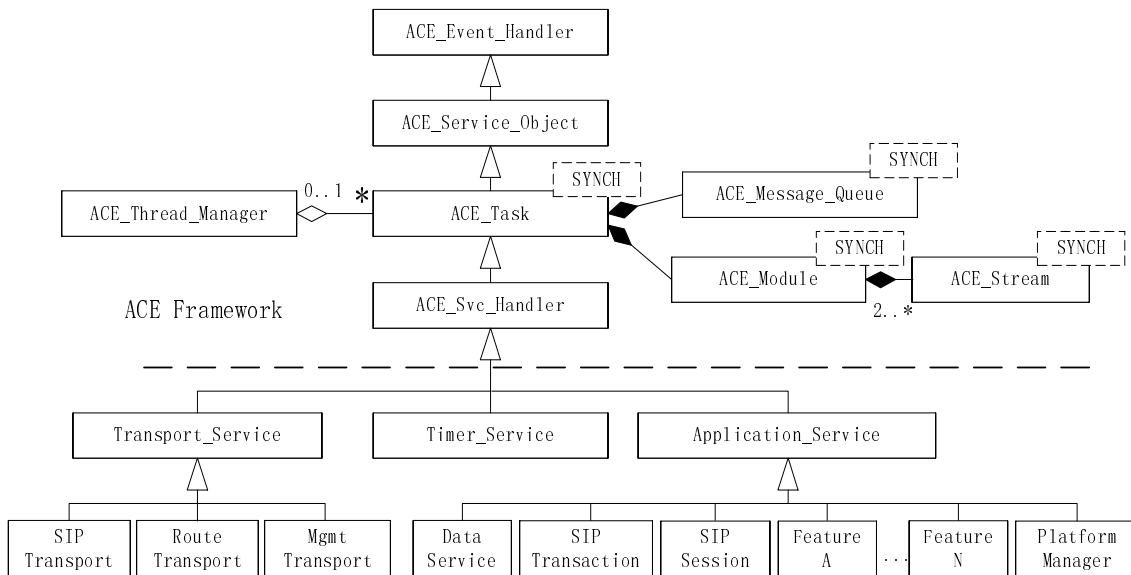 ACE_Event_Handler
ACE_Service_Object
SYNCH
SYNCH
ACE_Thread_Manager
0..1
*
ACE_Task
ACE_Message_Queue
SYNCH
SYNCH
ACE_Module
ACE_Stream
2..*
ACE Framework
ACE_Svc_Handler
Transport_Service
Timer_Service
Application_Service
SIP
Transport
Route
Transport
Mgmt
Transport
Data
Service
SIP
Transaction
SIP
Session
Feature
A
...
Feature
N
Platform
Manager